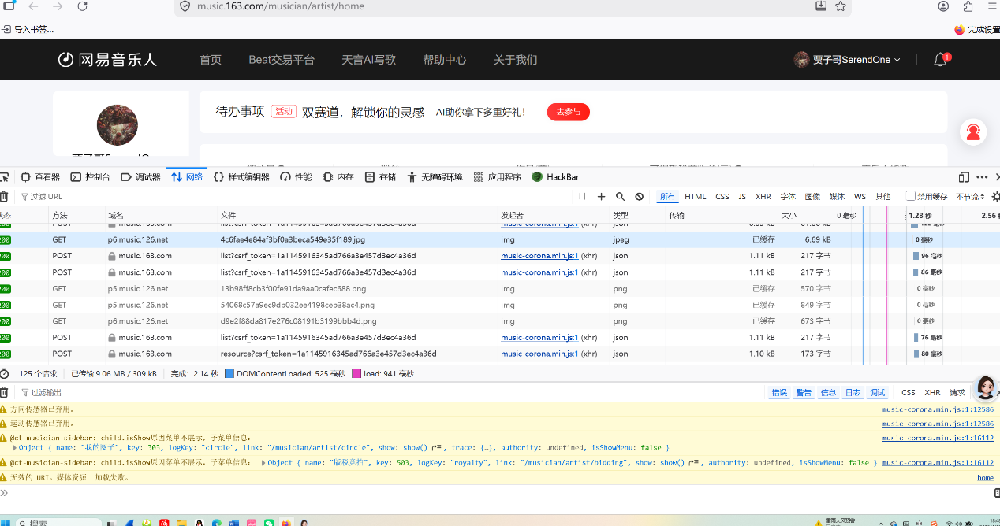 music.163.com/musician/artist/home
导入书签...
完成设置
网易音乐人 首页 Beat交易平台 天音AI写歌 帮助中心 关于我们 贾子哥SerendOne 1
待办事项 活动 双赛道，解锁你的灵感 AI助你拿下多重好礼! 去参与
查看器 控制台 调试器 网络 样式编辑器 性能 内存 存储 无障碍环境 应用程序 HackBar
过滤 URL 所有 HTML CSS JS XHR 字体 图像 媒体 WS 其他 禁用缓存 不节流
状态 方法 域名 文件 发起者 类型 传输 大小 0 毫秒 1.28 秒 2.56
200 POST music.163.com music-corona.min.js:1 (xhr) json
200 GET p6.music.126.net 4c6fae4e84af3bf0a3beca549e35f189.jpg img jpeg 已缓存 6.69 kB 0 毫秒
200 POST music.163.com list?csrf_token=1a1145916345ad766a3e457d3ec4a36d music-corona.min.js:1 (xhr) json 1.11 kB 217 字节 96 毫秒
200 POST music.163.com list?csrf_token=1a1145916345ad766a3e457d3ec4a36d music-corona.min.js:1 (xhr) json 1.11 kB 217 字节 86 毫秒
200 GET p5.music.126.net 13b98ff8cb3f00fe91da9aa0cafec688.png img png 已缓存 570 字节 0 毫秒
200 GET p5.music.126.net 54068c57a9ec9db032ee4198ceb38ac4.png img png 已缓存 849 字节 0 毫秒
200 GET p6.music.126.net d9e2f88da817e276c08191b3199bbb4d.png img png 已缓存 673 字节 0 毫秒
200 POST music.163.com list?csrf_token=1a1145916345ad766a3e457d3ec4a36d music-corona.min.js:1 (xhr) json 1.11 kB 217 字节 76 毫秒
200 POST music.163.com resource?csrf_token=1a1145916345ad766a3e457d3ec4a36d music-corona.min.js:1 (xhr) json 1.10 kB 173 字节 80 毫秒
125 个请求 已传输 9.06 MB / 309 kB 完成：2.14 秒 DOMContentLoaded: 525 毫秒 load: 941 毫秒
过滤输出 错误 警告 信息 日志 调试 CSS XHR 请求
方向传感器已弃用。 music-corona.min.js:1:12586
运动传感器已弃用。 music-corona.min.js:1:12586
@ct-musician-sidebar: child.isShow原因菜单不展示，子菜单信息: music-corona.min.js:1:16112
Object { name: "我的圈子", key: 303, logKey: "circle", link: "/musician/artist/circle", show: show(), trace: {…}, authority: undefined, isShowMenu: false }
@ct-musician-sidebar: child.isShow原因菜单不展示，子菜单信息: Object { name: "版税竞拍", key: 503, logKey: "royalty", link: "/musician/artist/bidding", show: show(), authority: undefined, isShowMenu: false } music-corona.min.js:1:16112
无效的 URI。媒体资源 加载失败。 home
搜索